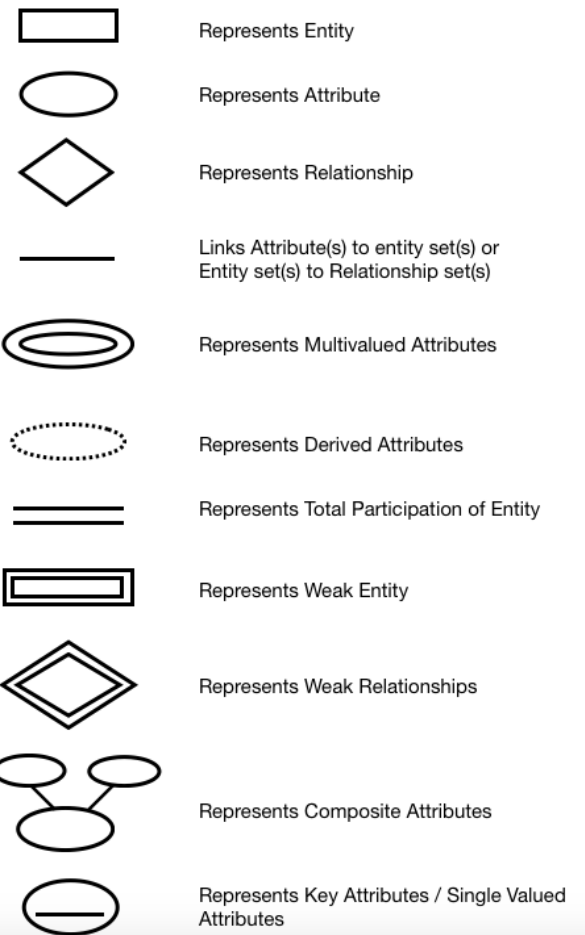 Represents Entity
Represents Attribute
Represents Relationship
Links Attribute(s) to entity set(s) or
Entity set(s) to Relationship set(s)
Represents Multivalued Attributes
Represents Derived Attributes
Represents Total Participation of Entity
Represents Weak Entity
Represents Weak Relationships
Represents Composite Attributes
Represents Key Attributes / Single Valued
Attributes